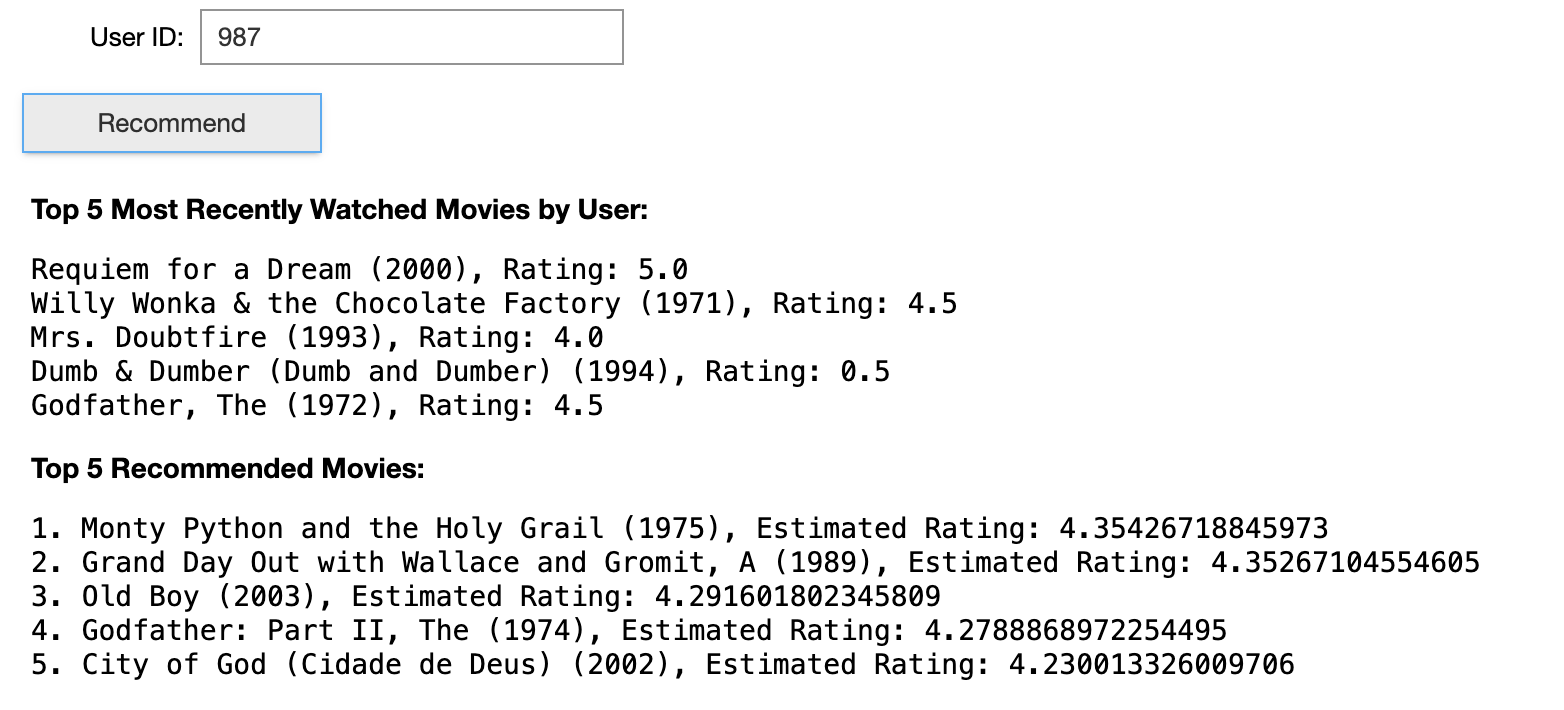 User ID: 987
Recommend
Top 5 Most Recently Watched Movies by User:
Requiem for a Dream (2000), Rating: 5.0
Willy Wonka & the Chocolate Factory (1971), Rating: 4.5
Mrs. Doubtfire (1993), Rating: 4.0
Dumb & Dumber (Dumb and Dumber) (1994), Rating: 0.5
Godfather, The (1972), Rating: 4.5
Top 5 Recommended Movies:
1. Monty Python and the Holy Grail (1975), Estimated Rating: 4.35426718845973
2. Grand Day Out with Wallace and Gromit, A (1989), Estimated Rating: 4.35267104554605
3. Old Boy (2003), Estimated Rating: 4.291601802345809
4. Godfather: Part II, The (1974), Estimated Rating: 4.2788868972254495
5. City of God (Cidade de Deus) (2002), Estimated Rating: 4.230013326009706